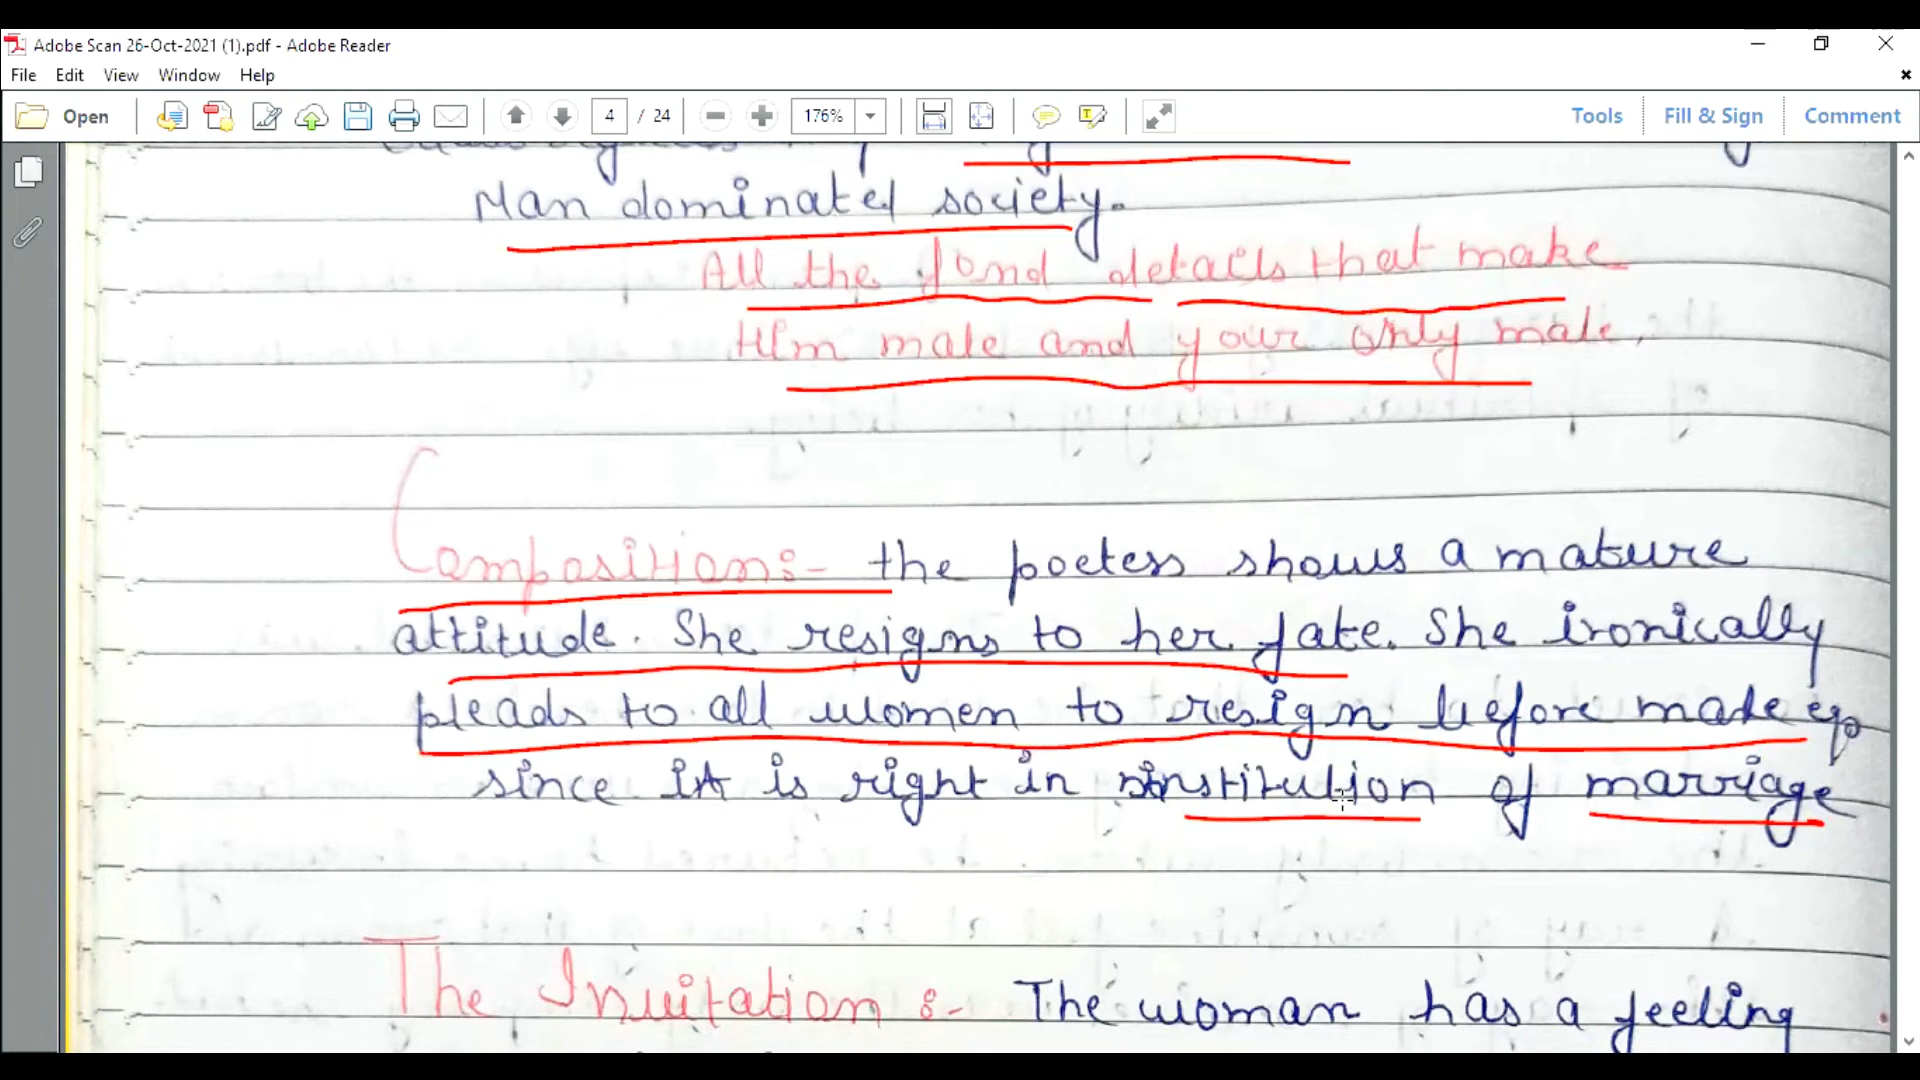 Adobe Scan 26-Oct-2021 (1).pdf - Adobe Reader
File Edit View Window Help
Open 4 / 24 176% Tools Fill & Sign Comment
Man dominated society.
All the fond details that make
Him male and your only male,
Compositions:- the poetess shows a mature
attitude. She resigns to her fate. She ironically
pleads to all women to resign before male ego
since it is right in institution of marriage
The Invitation :- The woman has a feeling